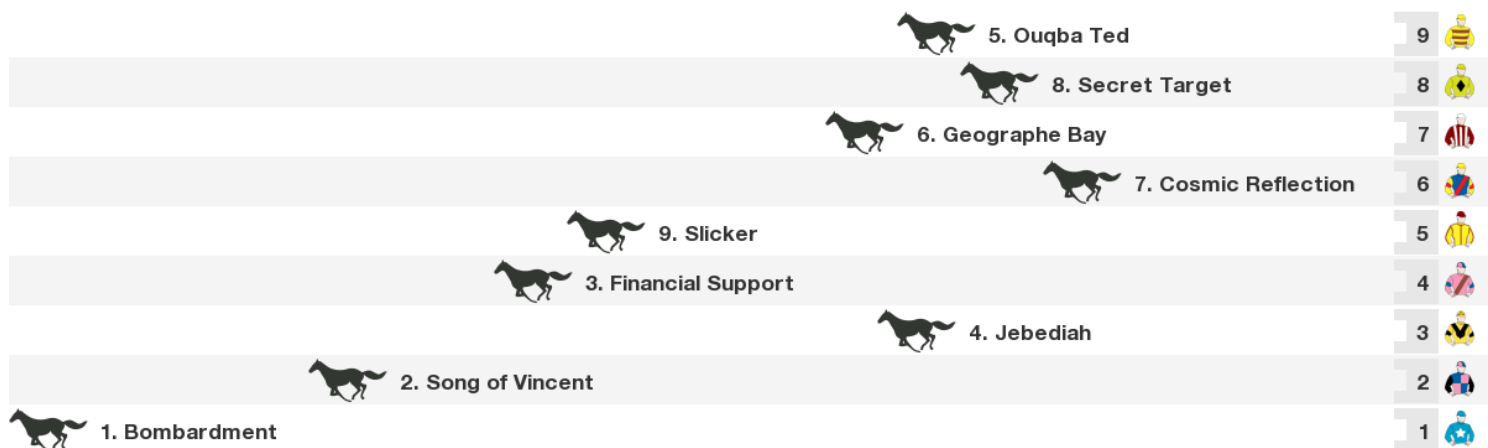 5. Ouqba Ted 9
8. Secret Target 8
6. Geographe Bay 7
7. Cosmic Reflection 6
9. Slicker 5
3. Financial Support 4
4. Jebediah 3
2. Song of Vincent 2
1. Bombardment 1